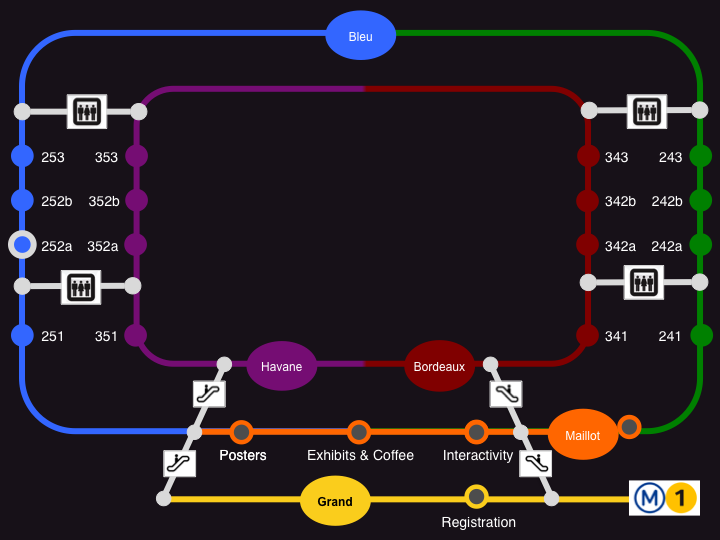 Bleu
253 353 343 243
252b 352b 342b 242b
252a 352a 342a 242a
251 351 341 241
Havane Bordeaux
Maillot
Posters Exhibits & Coffee Interactivity
Grand
M 1
Registration